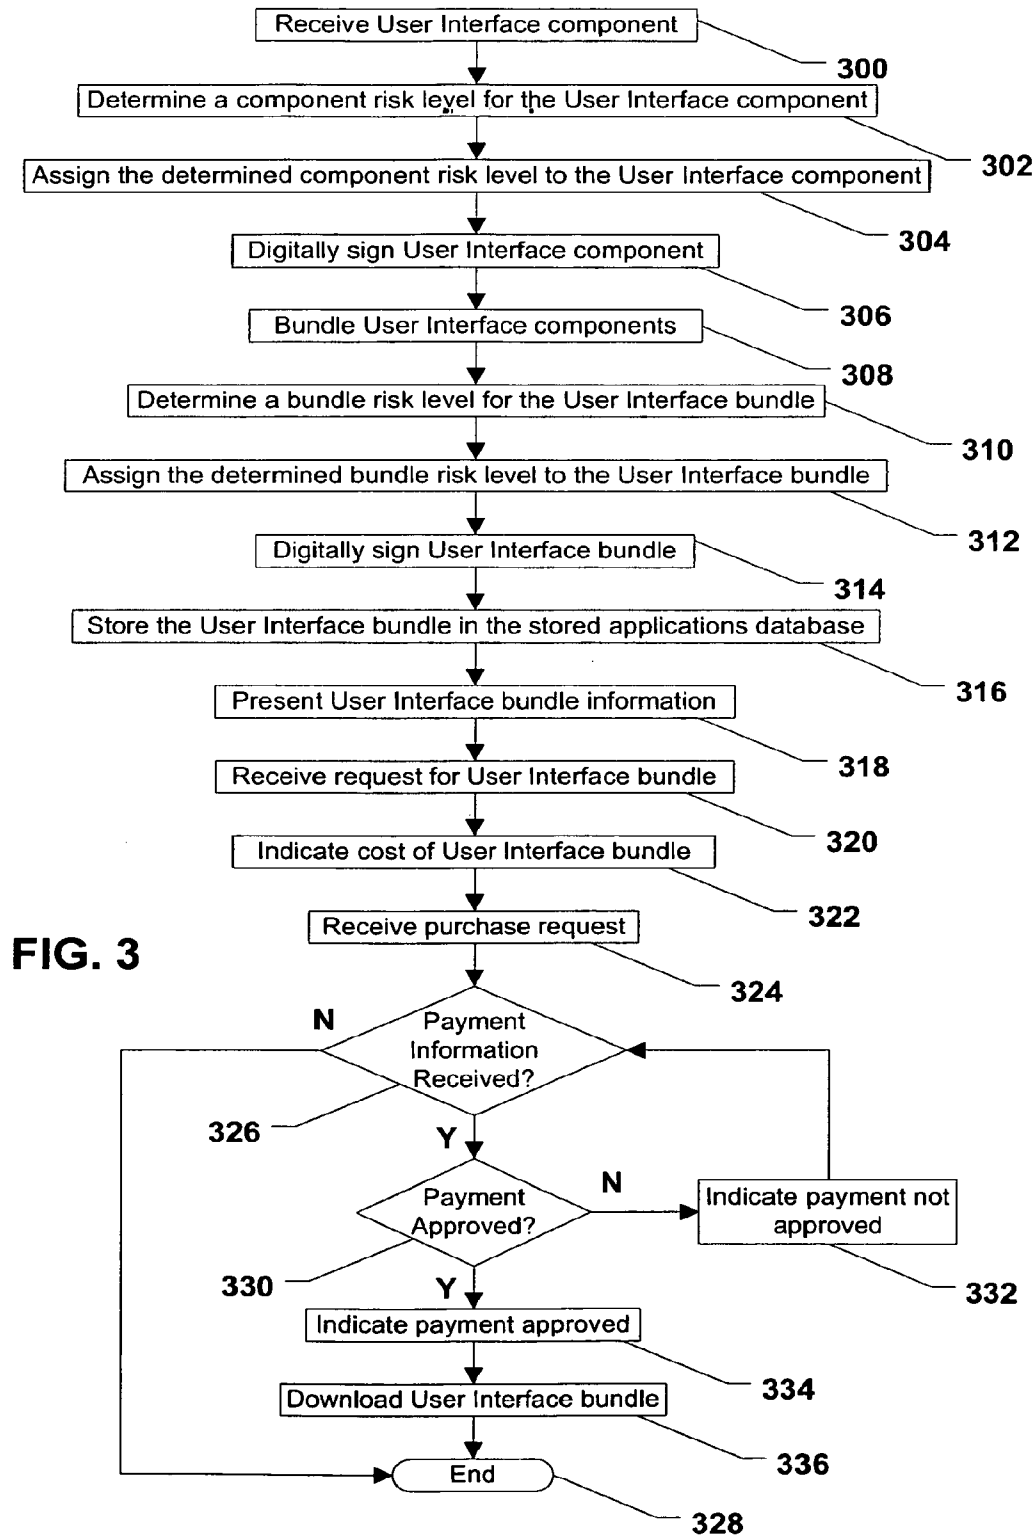 Receive User Interface component
300
Determine a component risk level for the User Interface component
302
Assign the determined component risk level to the User Interface component
304
Digitally sign User Interface component
306
Bundle User Interface components
308
Determine a bundle risk level for the User Interface bundle
310
Assign the determined bundle risk level to the User Interface bundle
312
Digitally sign User Interface bundle
314
Store the User Interface bundle in the stored applications database
316
Present User Interface bundle information
318
Receive request for User Interface bundle
320
Indicate cost of User Interface bundle
322
Receive purchase request
324
FIG. 3
N
Payment
Information
Received?
326
Y
Payment
Approved?
N
Indicate payment not
approved
330
332
Y
Indicate payment approved
334
Download User Interface bundle
336
End
328